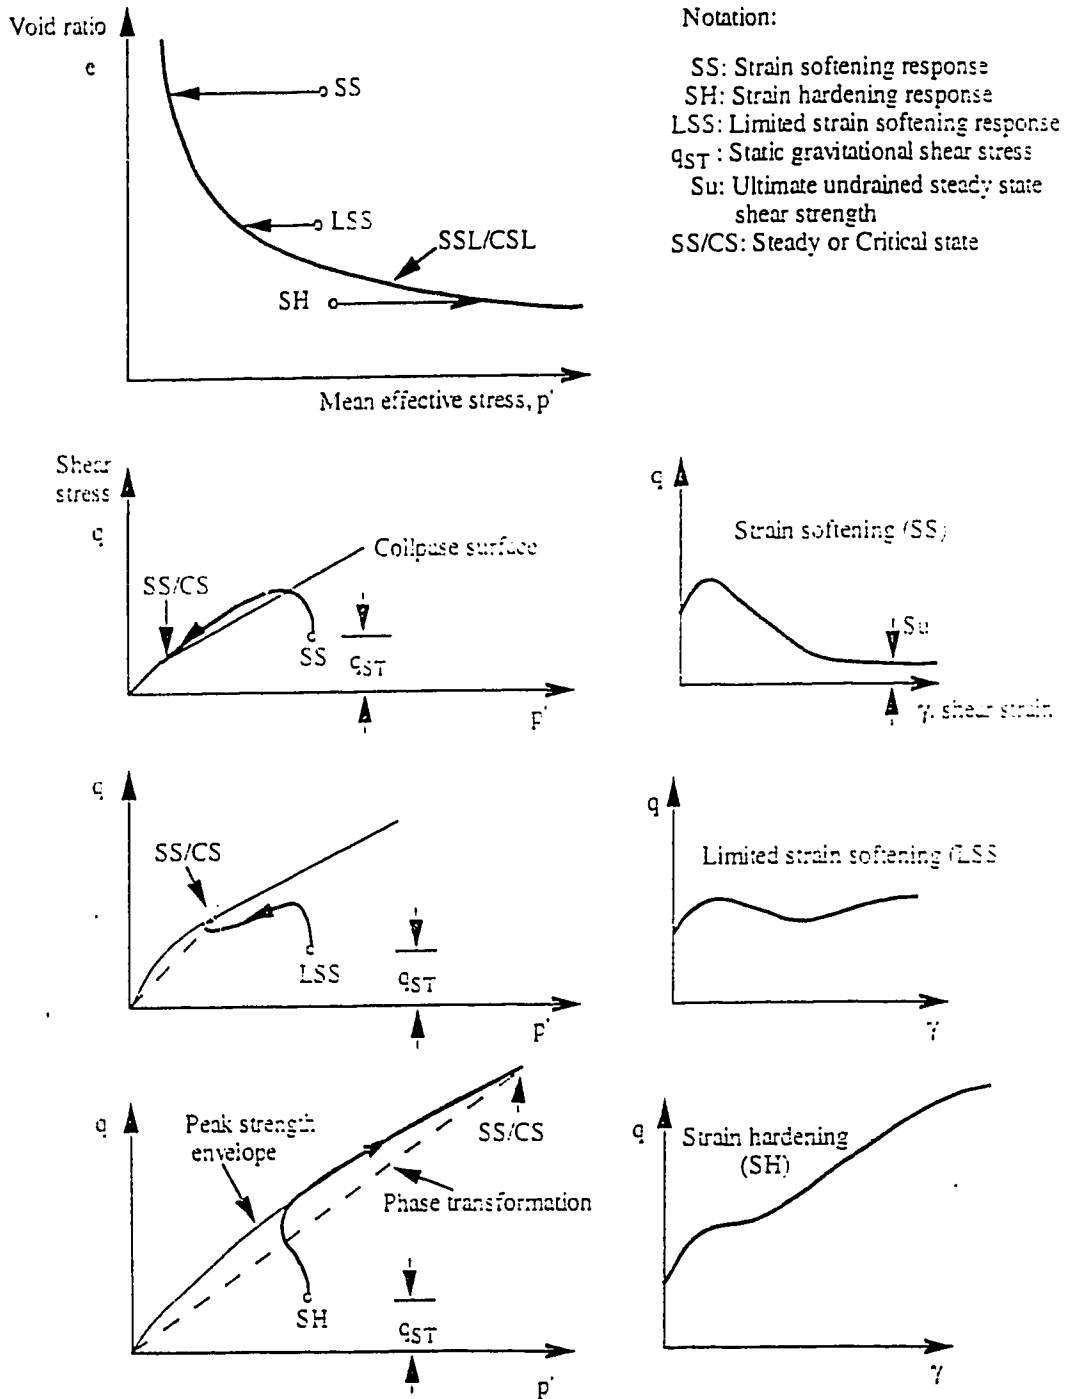 Void ratio
e
SS
LSS
SSL/CSL
SH
Mean effective stress, p'
Notation:
SS: Strain softening response
SH: Strain hardening response
LSS: Limited strain softening response
qST : Static gravitational shear stress
Su: Ultimate undrained steady state
shear strength
SS/CS: Steady or Critical state
Shear
stress
q
Collpase surface
SS/CS
SS
qST
p'
q
Strain softening (SS)
Su
γ, shear strain
q
SS/CS
LSS
qST
p'
q
Limited strain softening (LSS
γ
q
Peak strength
envelope
SS/CS
Phase transformation
SH
qST
p'
q
Strain hardening
(SH)
γ